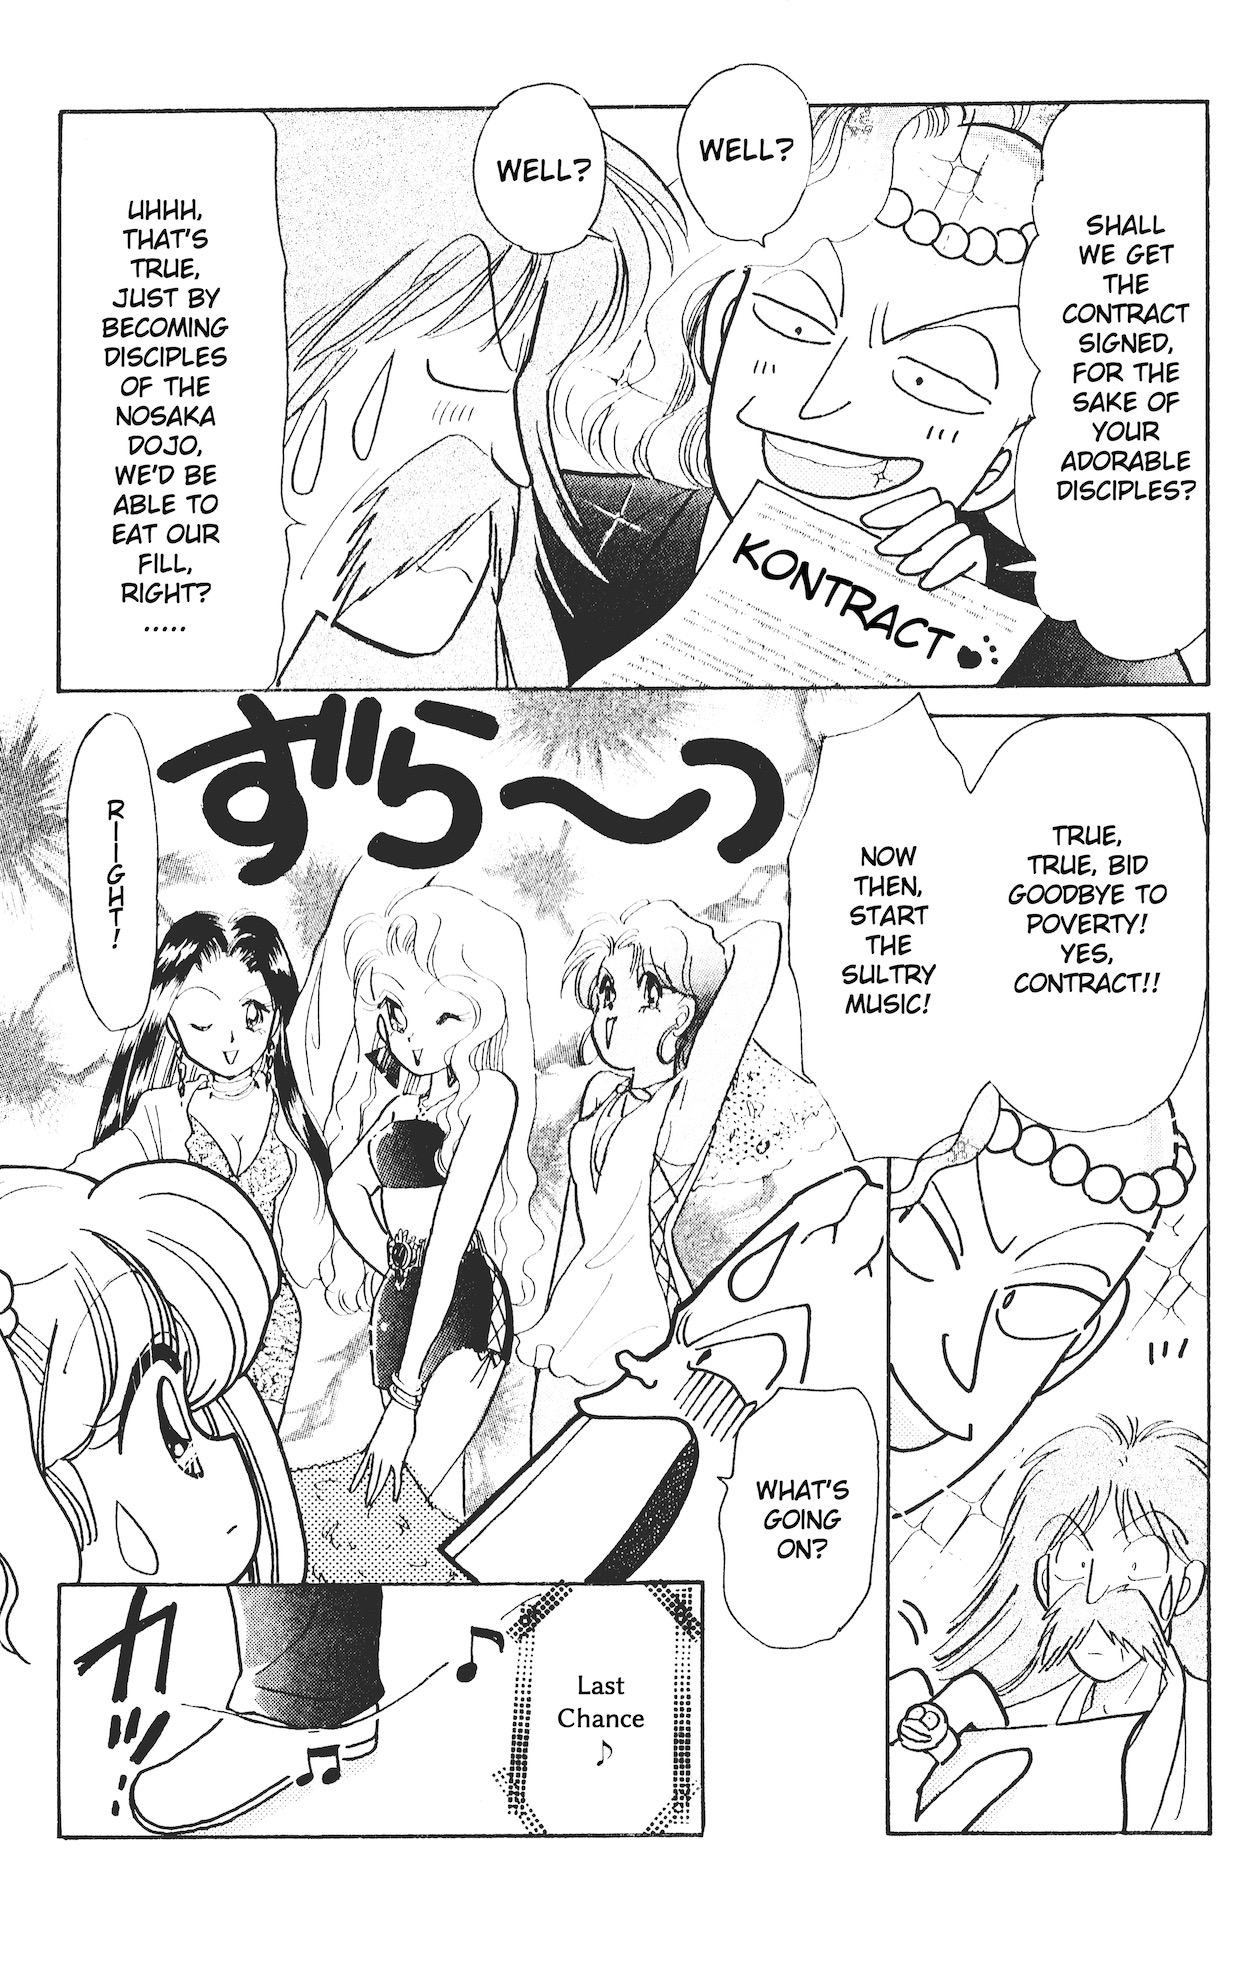 SHALL
WE GET
THE
CONTRACT
SIGNED,
FOR THE
SAKE OF
YOUR
ADORABLE
DISCIPLES?
WELL?
WELL?
KONTRACT
UHHH,
THAT'S
TRUE,
JUST BY
BECOMING
DISCIPLES
OF THE
NOSAKA
DOJO,
WE'D BE
ABLE TO
EAT OUR
FILL,
RIGHT?
.....
TRUE,
TRUE, BID
GOODBYE TO
POVERTY!
YES,
CONTRACT!!
NOW
THEN,
START
THE
SULTRY
MUSIC!
ずら〜っ
RIIGHT!
WHAT'S
GOING
ON?
Last
Chance
♪
カッ!